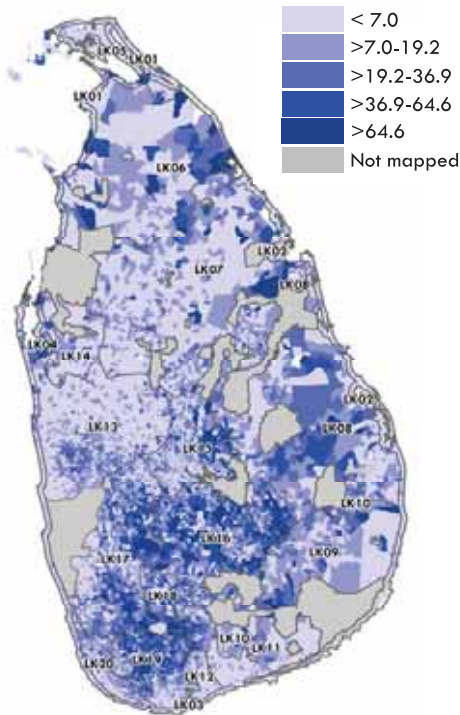 < 7.0
>7.0-19.2
>19.2-36.9
>36.9-64.6
>64.6
Not mapped
LK05
LK01
LK01
LK06
LK02
LK07
LK08
LK04
LK14
LK02
LK13
LK08
LK15
LK10
LK16
LK17
LK09
LK18
LK10
LK11
LK20
LK19
LK12
LK03